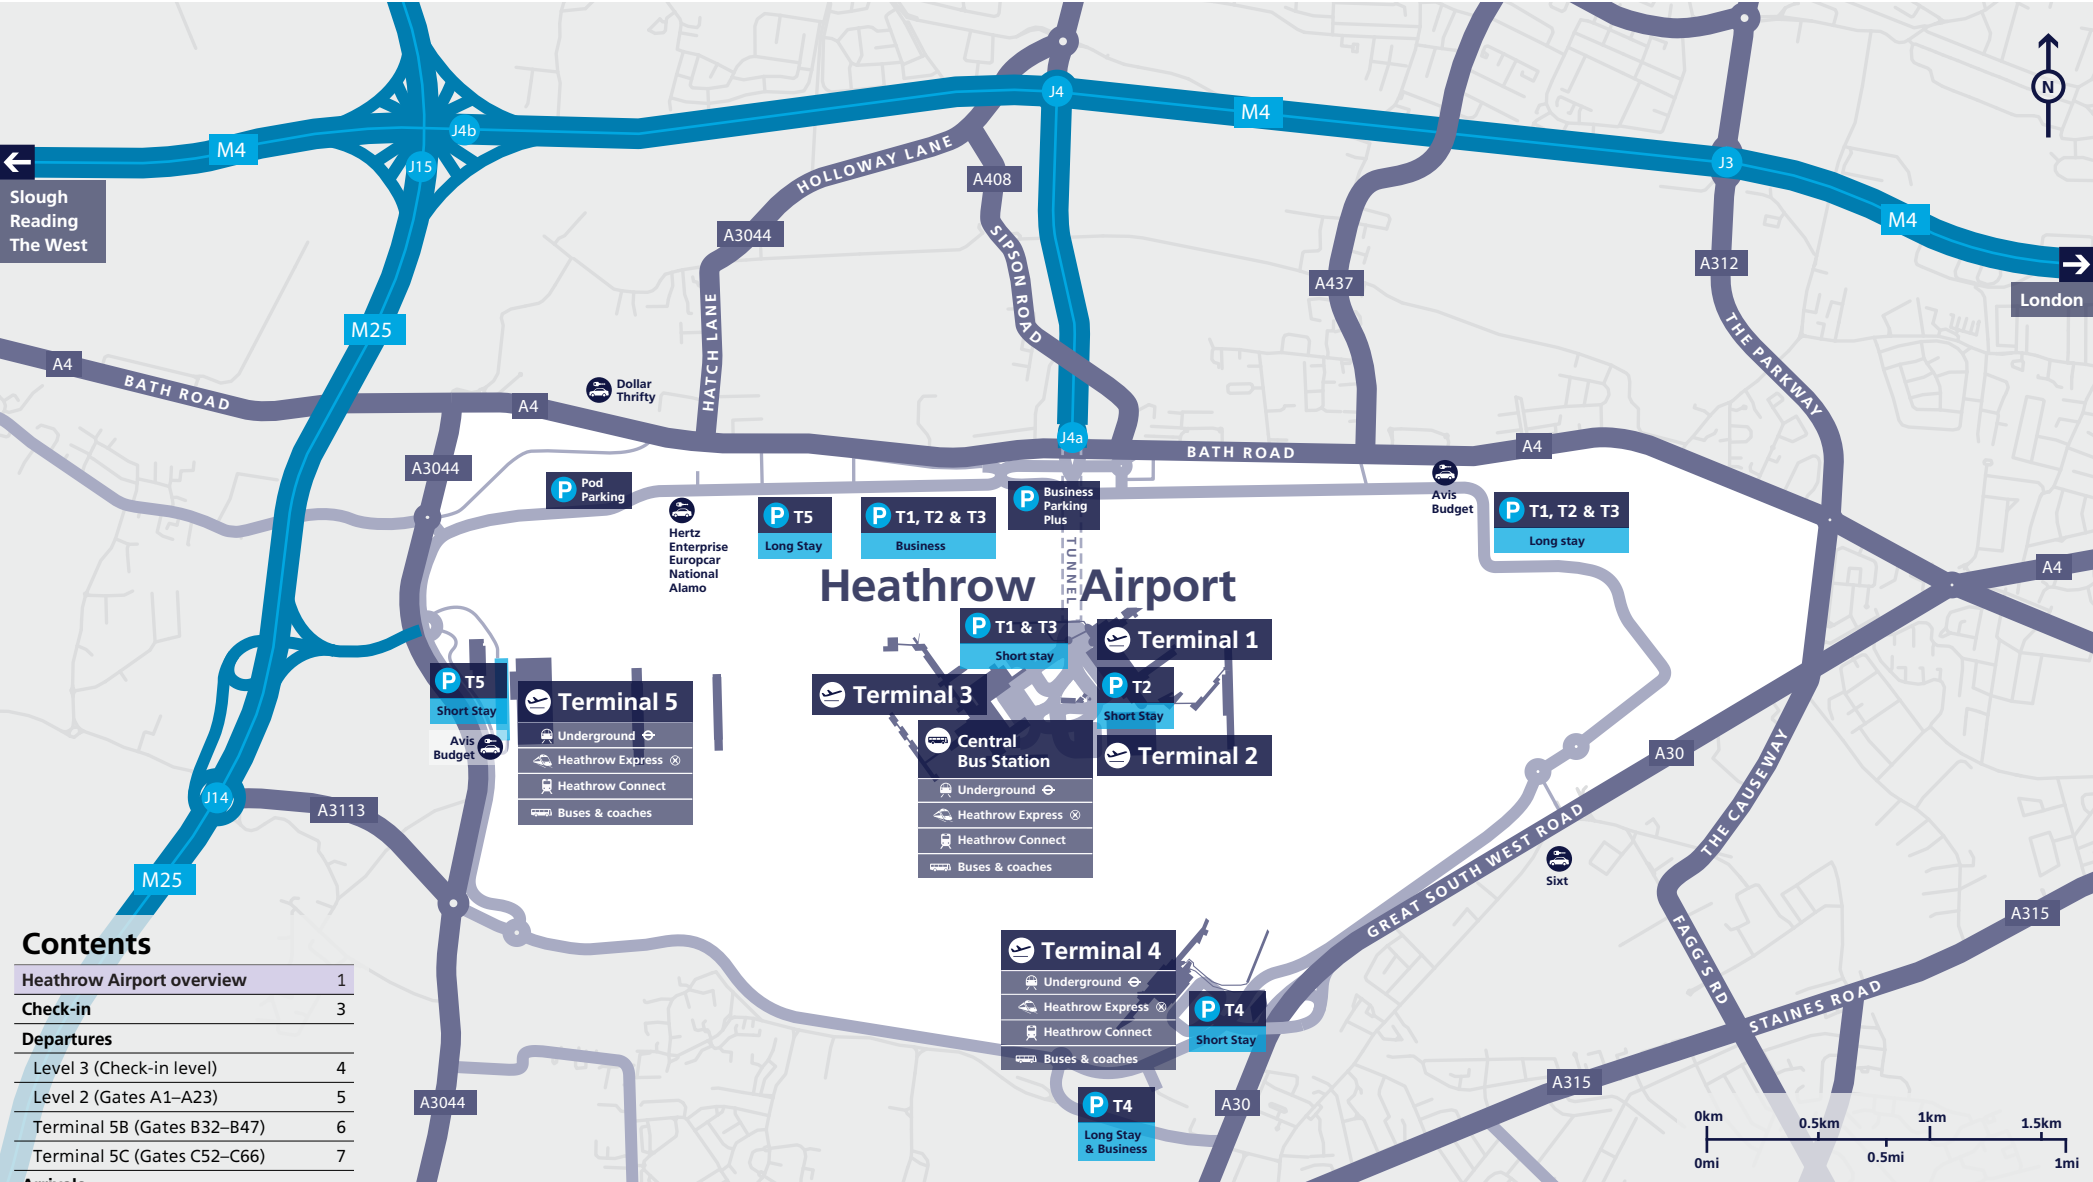 J4
M4
N
J4b
M4
J15
J3
Slough
Reading
The West
HOLLOWAY LANE
A408
M4
A3044
SIPSON ROAD
A312
A437
London
M25
HATCH LANE
THE PARKWAY
A4
BATH ROAD
Dollar
Thrifty
A4
J4a
BATH ROAD
A4
A3044
P Pod
Parking
Hertz
Enterprise
Europcar
National
Alamo
P T5
Long Stay
P T1, T2 & T3
Business
P Business
Parking
Plus
Avis
Budget
P T1, T2 & T3
Long stay
TUNNEL
A4
Heathrow Airport
P T1 & T3
Short stay
Terminal 1
P T5
Short Stay
Avis
Budget
Terminal 5
Underground
Heathrow Express
Heathrow Connect
Buses & coaches
Terminal 3
P T2
Short Stay
Terminal 2
Central
Bus Station
Underground
Heathrow Express
Heathrow Connect
Buses & coaches
A30
J14
A3113
THE CAUSEWAY
GREAT SOUTH WEST ROAD
Sixt
M25
A315
FAGG'S RD
Terminal 4
Underground
Heathrow Express
Heathrow Connect
Buses & coaches
P T4
Short Stay
STAINES ROAD
A315
A3044
P T4
Long Stay
& Business
A30
Contents
Heathrow Airport overview 1
Check-in 3
Departures
Level 3 (Check-in level) 4
Level 2 (Gates A1–A23) 5
Terminal 5B (Gates B32–B47) 6
Terminal 5C (Gates C52–C66) 7
Arrivals
0km 0.5km 1km 1.5km
0mi 0.5mi 1mi